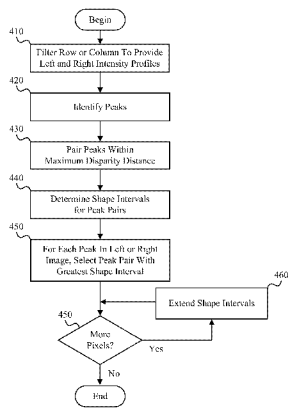 Begin
410
Filter Row or Column To Provide
Left and Right Intensity Profiles
420
Identify Peaks
430
Pair Peaks Within
Maximum Disparity Distance
440
Determine Shape Intervals
for Peak Pairs
450
For Each Peak In Left or Right
Image, Select Peak Pair With
Greatest Shape Interval
460
Extend Shape Intervals
450
More
Pixels?
Yes
No
End